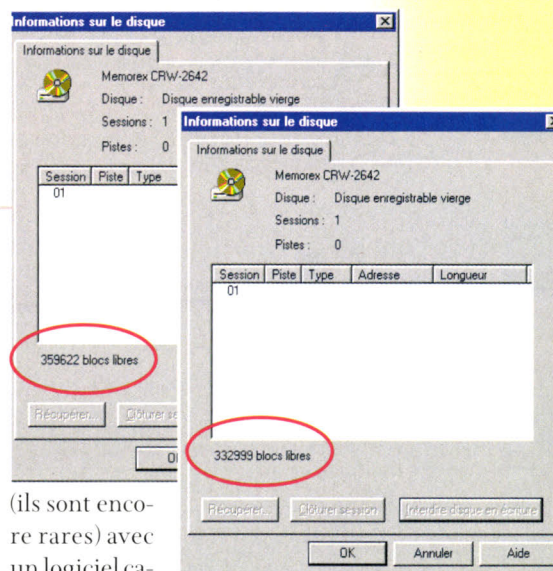 Informations sur le disque
Informations sur le disque
Memorex CRW-2642
Disque : Disque enregistrable vierge
Sessions : 1
Pistes : 0
Session Piste Type
01
359622 blocs libres
Récupérer... Clôturer se
Informations sur le disque
Informations sur le disque
Memorex CRW-2642
Disque : Disque enregistrable vierge
Sessions : 1
Pistes : 0
Session Piste Type Adresse Longueur
01
332999 blocs libres
Récupérer... Clôturer session Interdire disque en écriture
OK Annuler Aide
(ils sont enco-
re rares) avec
un logiciel ca-